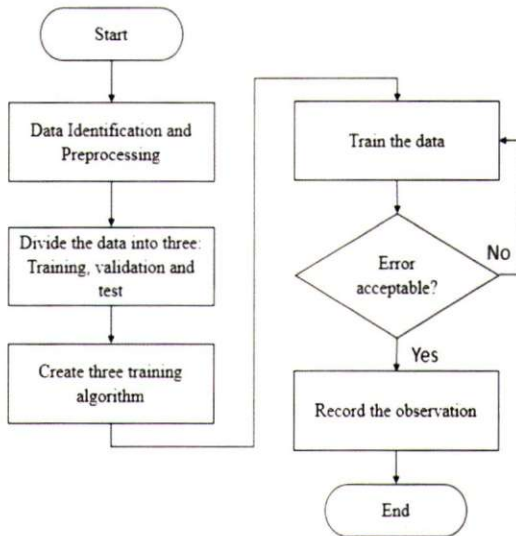 Start
Data Identification and
Preprocessing
Divide the data into three:
Training, validation and
test
Create three training
algorithm
Train the data
Error
acceptable?
No
Yes
Record the observation
End